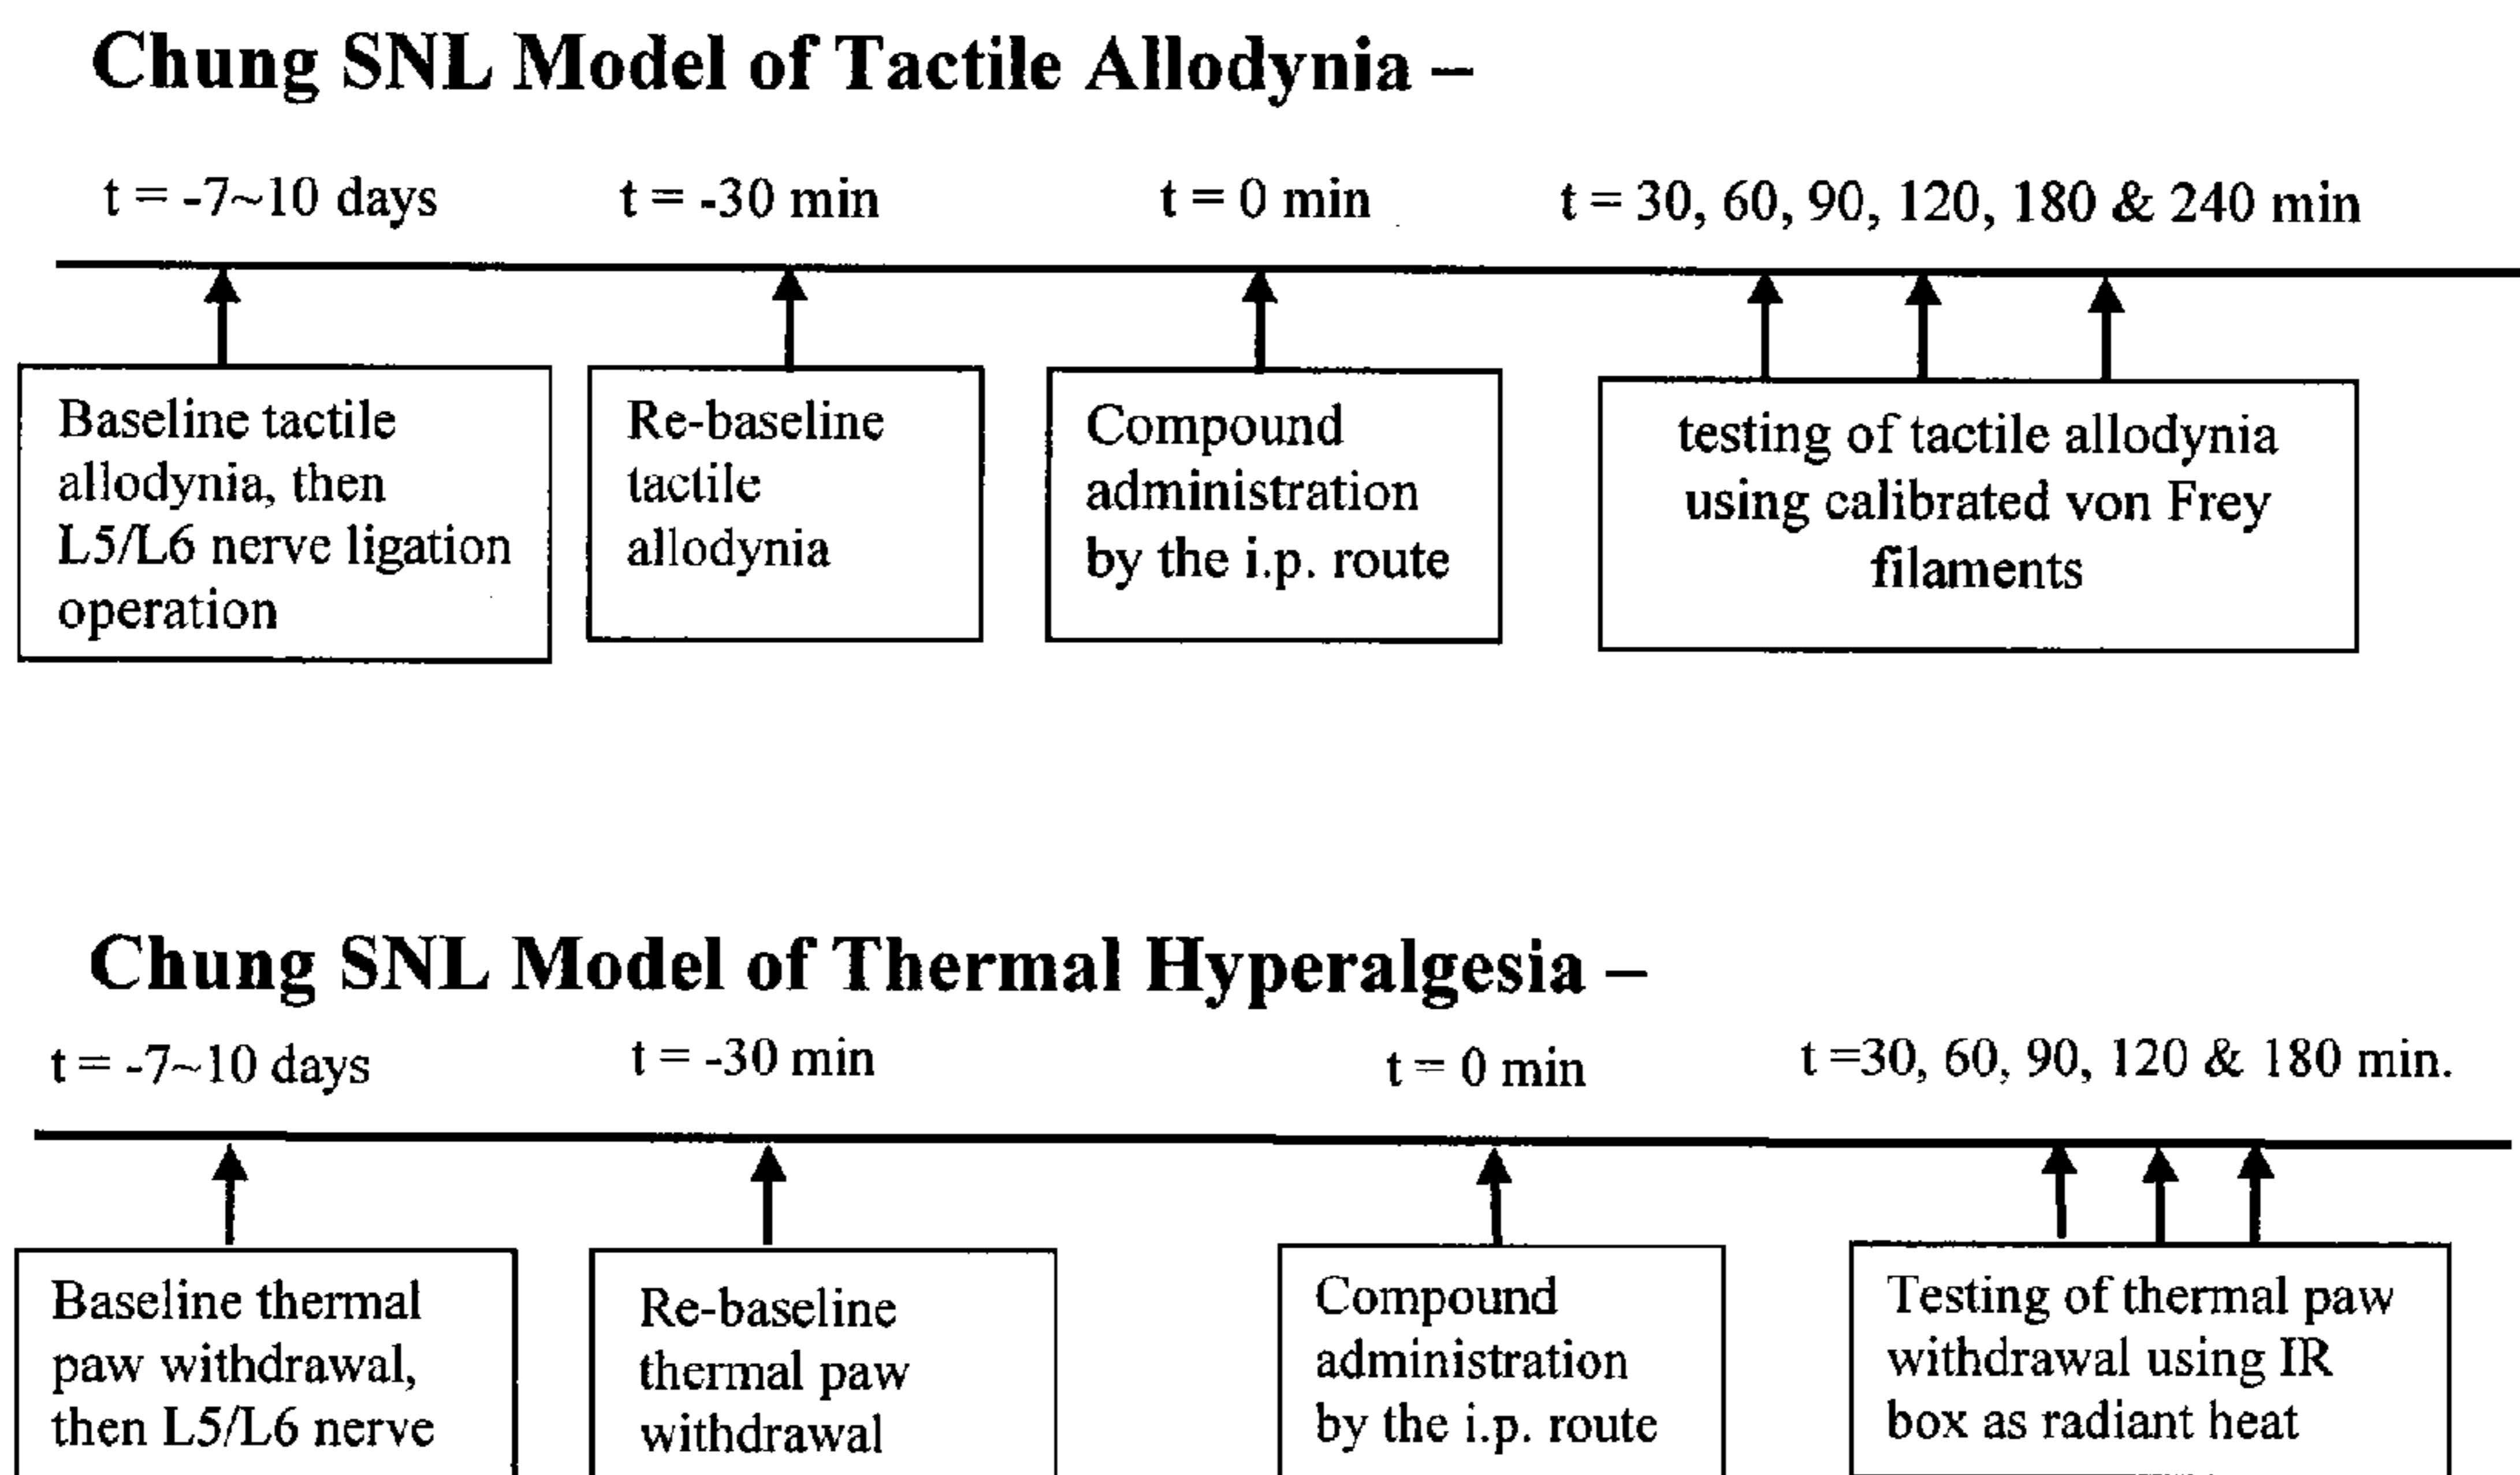 Chung SNL Model of Tactile Allodynia –
t = -7~10 days
t = -30 min
t = 0 min
t = 30, 60, 90, 120, 180 & 240 min
Baseline tactile
allodynia, then
L5/L6 nerve ligation
operation
Re-baseline
tactile
allodynia
Compound
administration
by the i.p. route
testing of tactile allodynia
using calibrated von Frey
filaments
Chung SNL Model of Thermal Hyperalgesia –
t = -7~10 days
t = -30 min
t = 0 min
t =30, 60, 90, 120 & 180 min.
Baseline thermal
paw withdrawal,
then L5/L6 nerve
Re-baseline
thermal paw
withdrawal
Compound
administration
by the i.p. route
Testing of thermal paw
withdrawal using IR
box as radiant heat